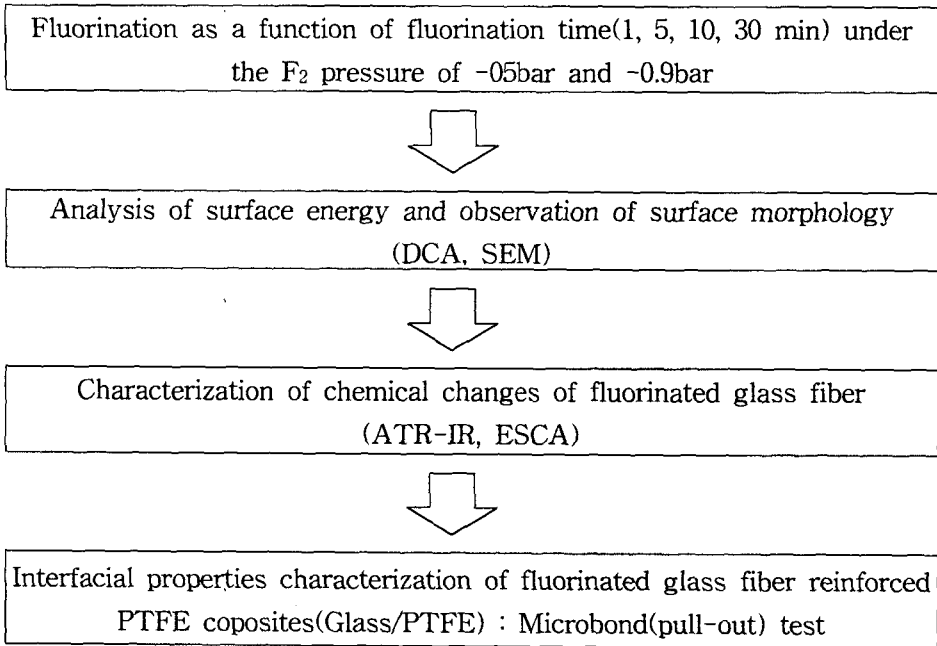 Fluorination as a function of fluorination time(1, 5, 10, 30 min) under
the F₂ pressure of -05bar and -0.9bar
Analysis of surface energy and observation of surface morphology
(DCA, SEM)
Characterization of chemical changes of fluorinated glass fiber
(ATR-IR, ESCA)
Interfacial properties characterization of fluorinated glass fiber reinforced
PTFE coposites(Glass/PTFE) : Microbond(pull-out) test